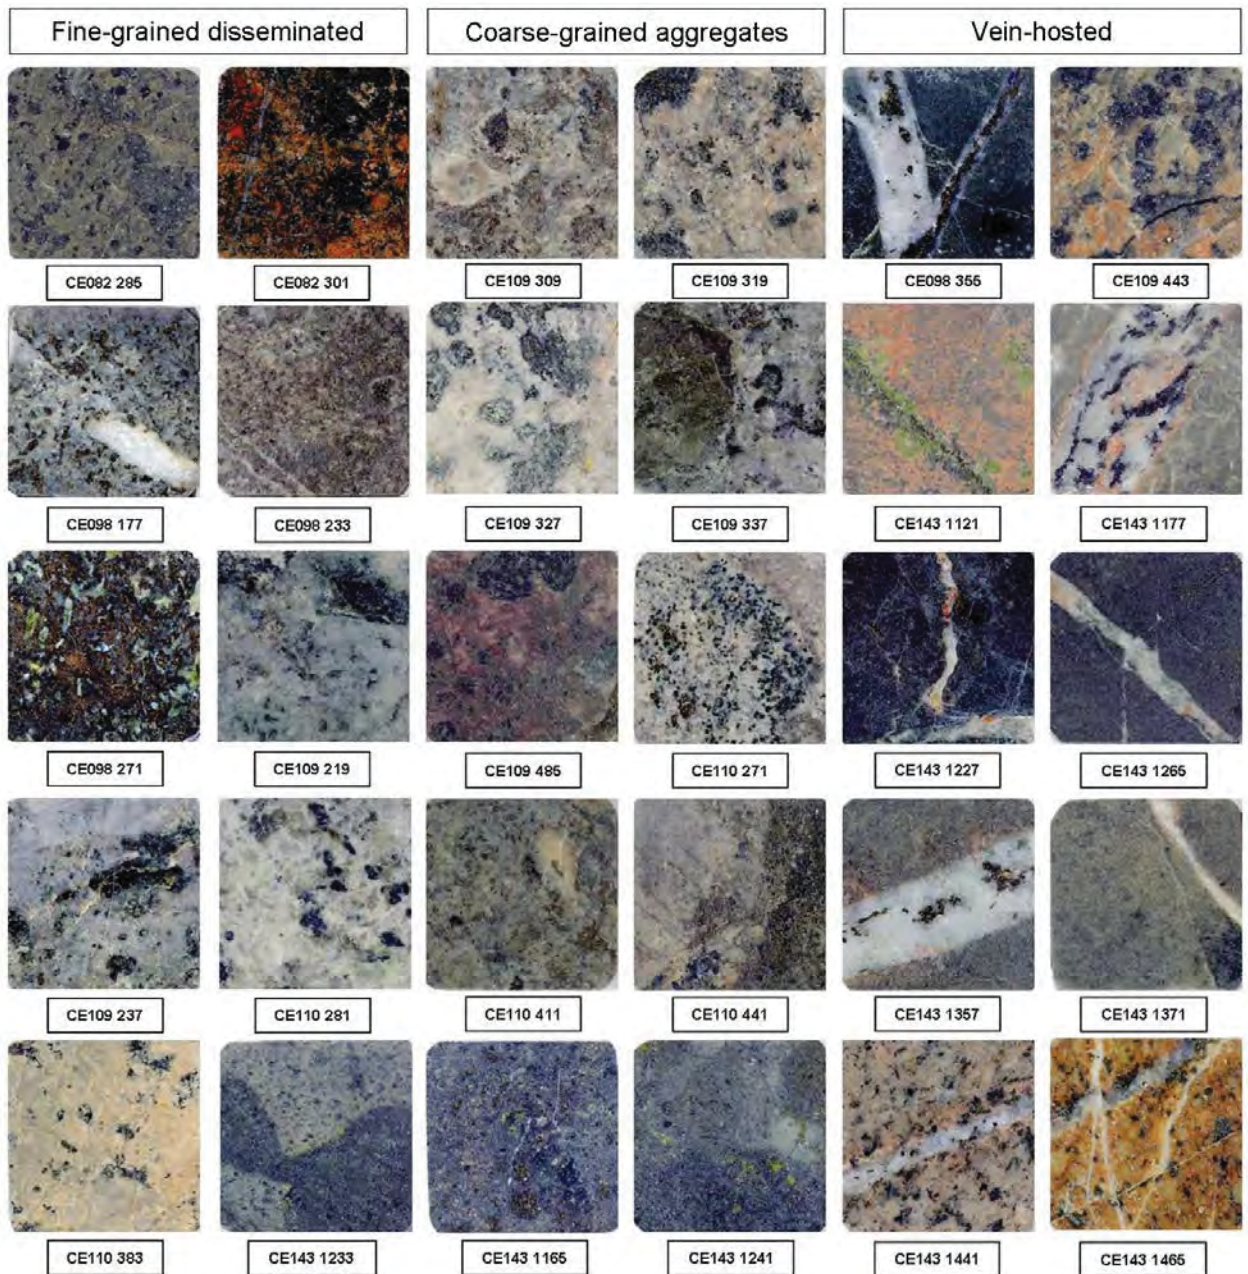 Fine-grained disseminated
Coarse-grained aggregates
Vein-hosted
CE082 285
CE082 301
CE109 309
CE109 319
CE098 355
CE109 443
CE098 177
CE098 233
CE109 327
CE109 337
CE143 1121
CE143 1177
CE098 271
CE109 219
CE109 485
CE110 271
CE143 1227
CE143 1265
CE109 237
CE110 281
CE110 411
CE110 441
CE143 1357
CE143 1371
CE110 383
CE143 1233
CE143 1165
CE143 1241
CE143 1441
CE143 1465